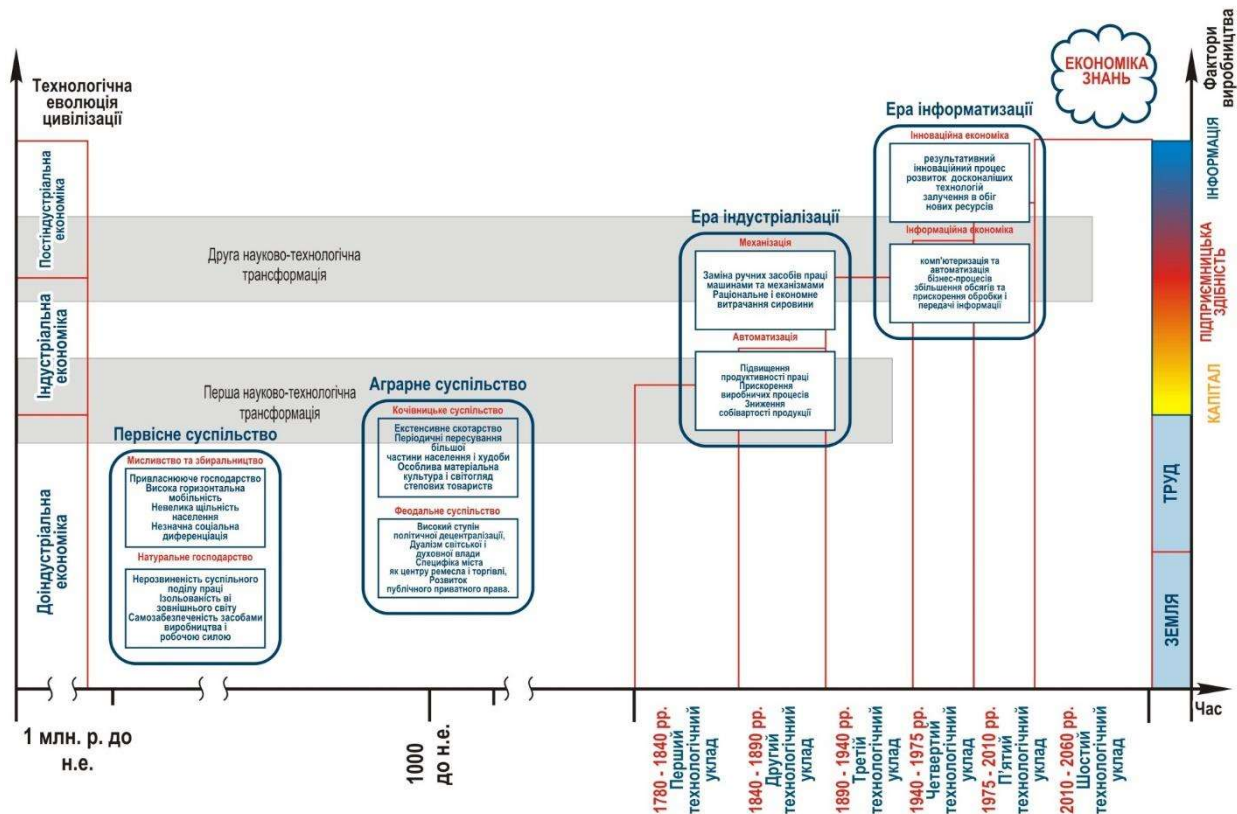 Технологічна
еволюція
цивілізації
ЕКОНОМІКА
ЗНАНЬ
Фактори
виробництва
Постіндустріальна
економіка
Індустріальна
економіка
Доіндустріальна
економіка
Друга науково-технологічна
трансформація
Перша науково-технологічна
трансформація
Первісне суспільство
Мисливство та збиральництво
Привласнююче господарство
Висока горизонтальна
мобільність
Невелика щільність
населення
Незначна соціальна
диференціація
Натуральне господарство
Нерозвиненість суспільного
поділу праці
Ізольованість ві
зовнішнього світу
Самозабезпеченість засобами
виробництва і
робочою силою
Аграрне суспільство
Кочівницьке суспільство
Екстенсивне скотарство
Періодичні пересування
більшої
частини населення і худоби
Особлива матеріальна
культура і світогляд
степових товариств
Феодальне суспільство
Високий ступін
політичної децентралізації,
Дуалізм світської і
духовної влади
Специфіка міста
як центру ремесла і торгівлі,
Розвиток
публічного приватного права.
Ера індустріалізації
Механізація
Заміна ручних засобів праці
машинами та механізмами
Раціональне і економне
витрачання сировини
Автоматизація
Підвищення
продуктивності праці
Прискорення
виробничих процесів
Зниження
собівартості продукції
Ера інформатизації
Інноваційна економіка
результативний
інноваційний процес
розвиток досконаліших
технологій
залучення в обіг
нових ресурсів
Інформаційна економіка
комп'ютеризація та
автоматизація
бізнес-процесів
збільшення обсягів та
прискорення обробки і
передачі інформації
ІНФОРМАЦІЯ
ПІДПРИЄМНИЦЬКА
ЗДІБНІСТЬ
КАПІТАЛ
ТРУД
ЗЕМЛЯ
Час
1 млн. р. до
н.е.
1000
до н.е.
1780 - 1840 рр.
Перший
технологічний
уклад
1840 - 1890 рр.
Другий
технологічний
уклад
1890 - 1940 рр.
Третій
технологічний
уклад
1940 - 1975 рр.
Четвертий
технологічний
уклад
1975 - 2010 рр.
П'ятий
технологічний
уклад
2010 - 2060 рр.
Шостий
технологічний
уклад